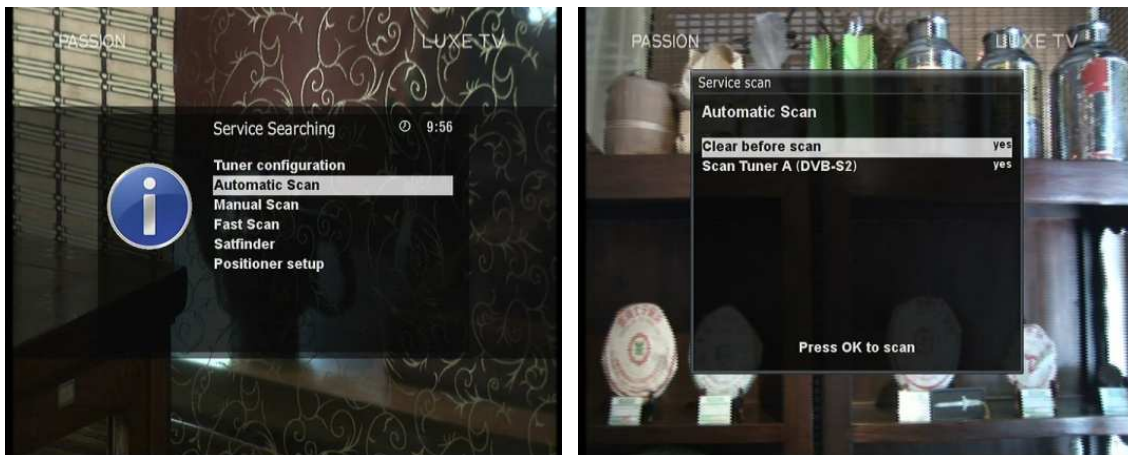 PASSION
LUXE TV
Service Searching
9:56
Tuner configuration
Automatic Scan
Manual Scan
Fast Scan
Satfinder
Positioner setup
PASSION
LUXE TV
Service scan
Automatic Scan
Clear before scan yes
Scan Tuner A (DVB-S2) yes
Press OK to scan